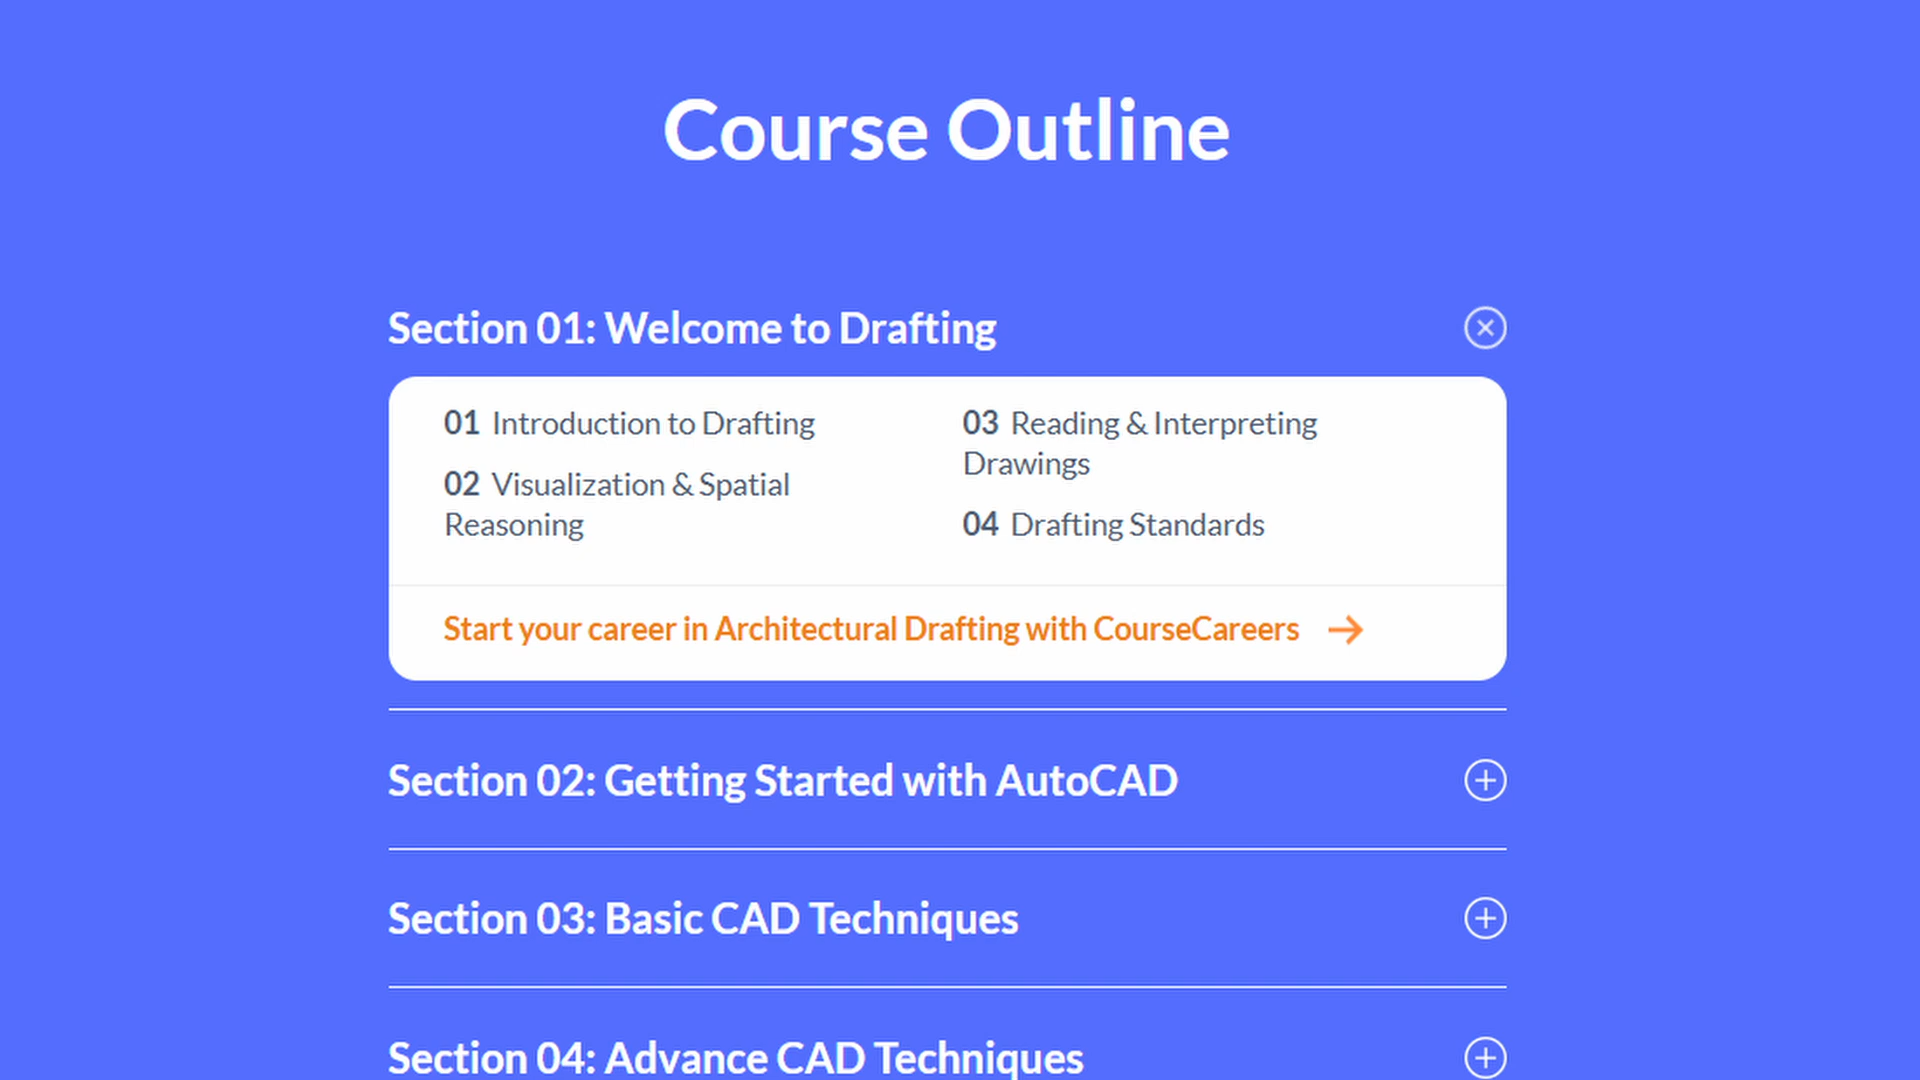 Course Outline
Section 01: Welcome to Drafting
01 Introduction to Drafting
02 Visualization & Spatial
Reasoning
03 Reading & Interpreting
Drawings
04 Drafting Standards
Start your career in Architectural Drafting with CourseCareers
Section 02: Getting Started with AutoCAD
Section 03: Basic CAD Techniques
Section 04: Advance CAD Techniques